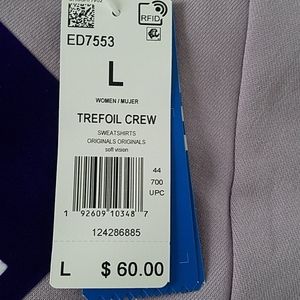 RFID
ED7553
L
WOMEN / MUJER
TREFOIL CREW
SWEATSHIRTS
ORIGINALS ORIGINALS
soft vision
44
700
UPC
1 92609 10348 7
124286885
L $ 60.00